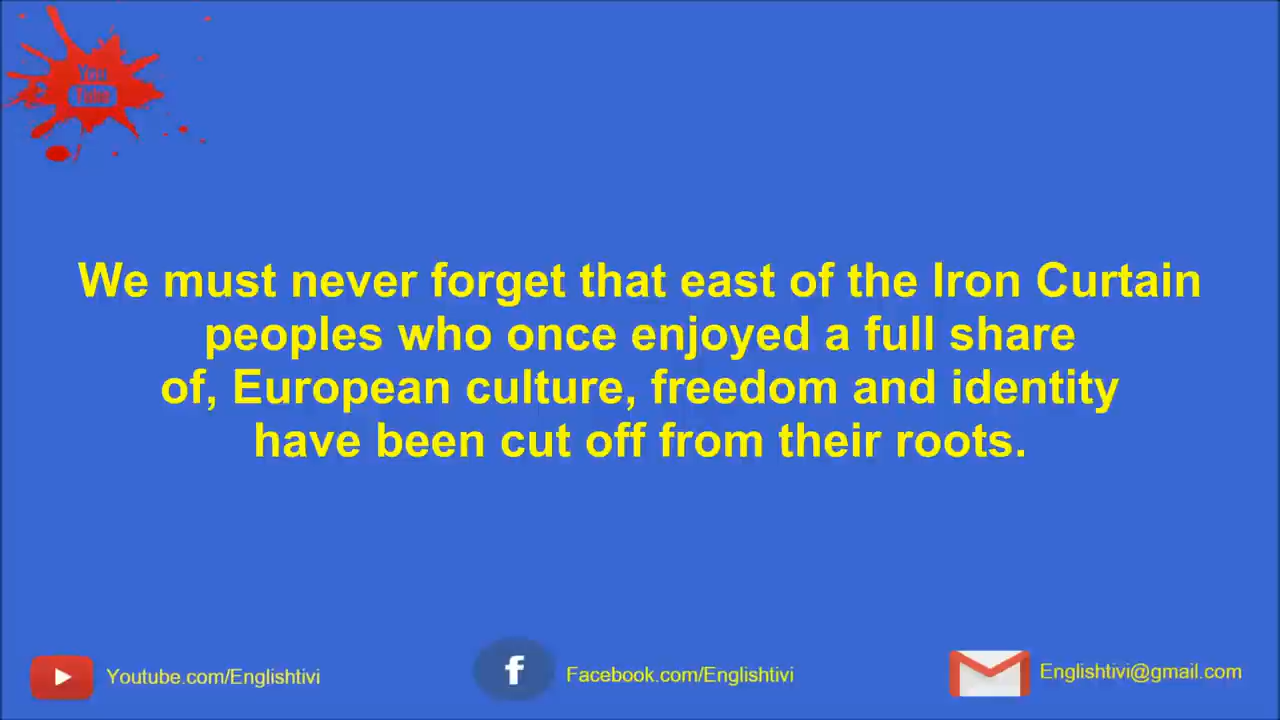 You
Tube
We must never forget that east of the Iron Curtain
peoples who once enjoyed a full share
of, European culture, freedom and identity
have been cut off from their roots.
Youtube.com/Englishtivi
f
Facebook.com/Englishtivi
Englishtivi@gmail.com